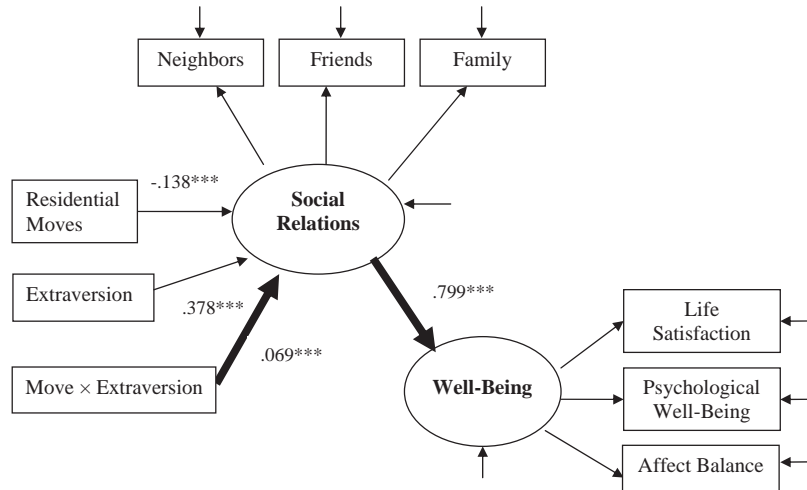 Neighbors
Friends
Family
-.138***
Residential
Moves
Social
Relations
Extraversion
.378***
.799***
.069***
Move × Extraversion
Life
Satisfaction
Well-Being
Psychological
Well-Being
Affect Balance